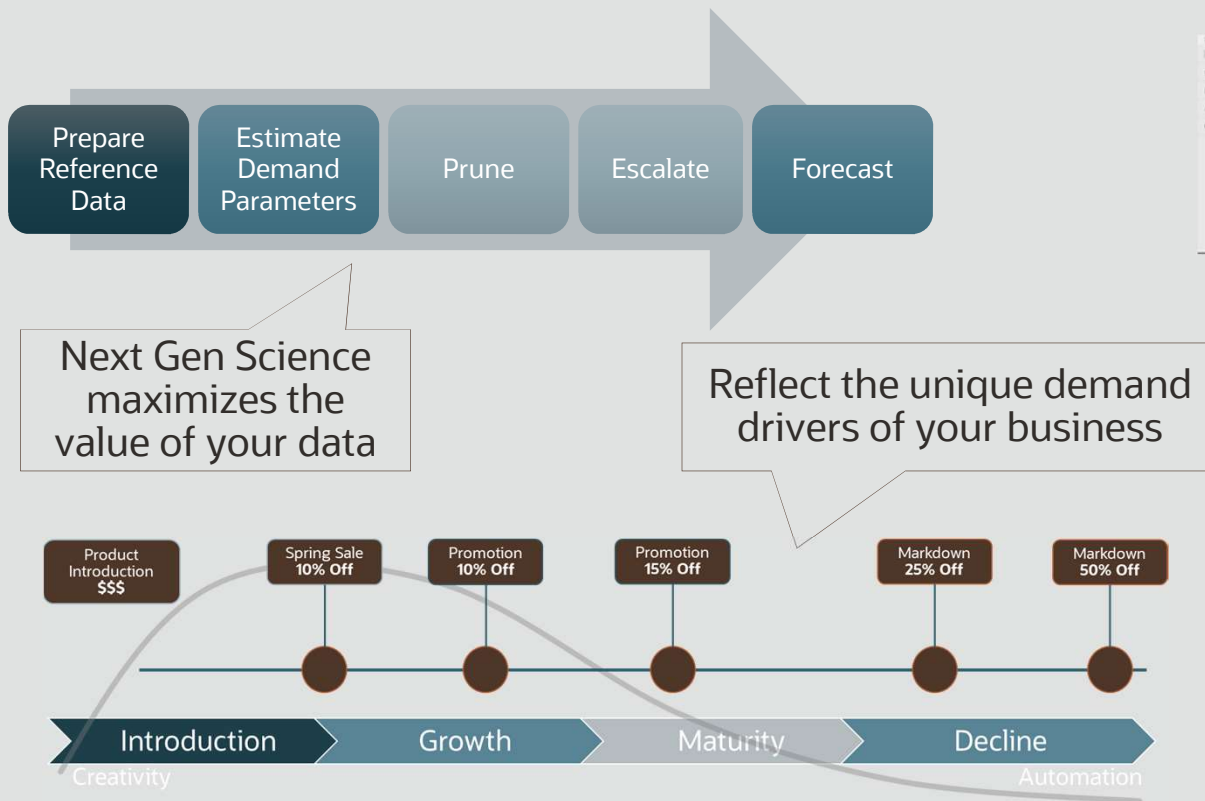 Prepare
Reference
Data
Estimate
Demand
Parameters
Prune
Escalate
Forecast
Next Gen Science
maximizes the
value of your data
Reflect the unique demand
drivers of your business
Product
Introduction
$$$
Spring Sale
10% Off
Promotion
10% Off
Promotion
15% Off
Markdown
25% Off
Markdown
50% Off
Introduction
Growth
Maturity
Decline
Creativity
Automation